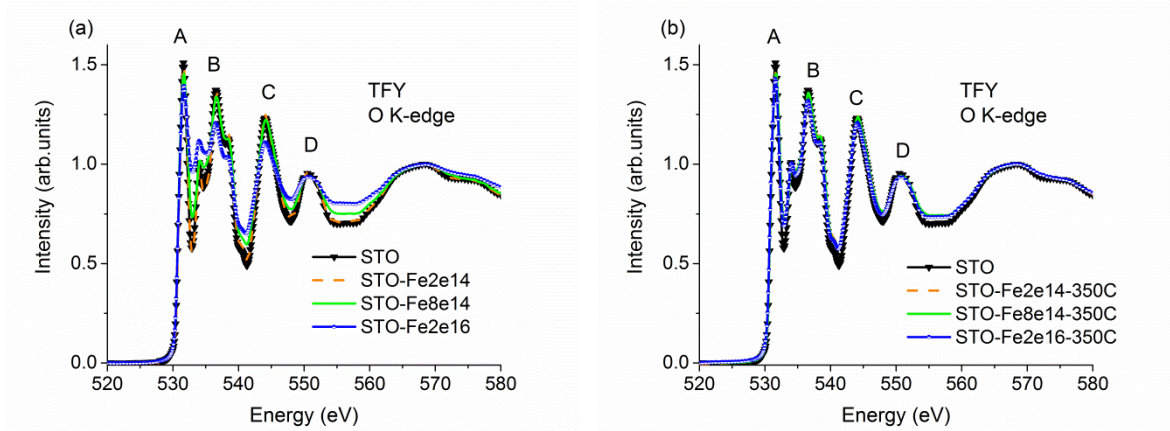 (a)
A
B
C
D
TFY
O K-edge
Intensity (arb.units)
1.5
1.0
0.5
0.0
STO
STO-Fe2e14
STO-Fe8e14
STO-Fe2e16
520 530 540 550 560 570 580
Energy (eV)
(b)
A
B
C
D
TFY
O K-edge
Intensity (arb.units)
1.5
1.0
0.5
0.0
STO
STO-Fe2e14-350C
STO-Fe8e14-350C
STO-Fe2e16-350C
520 530 540 550 560 570 580
Energy (eV)